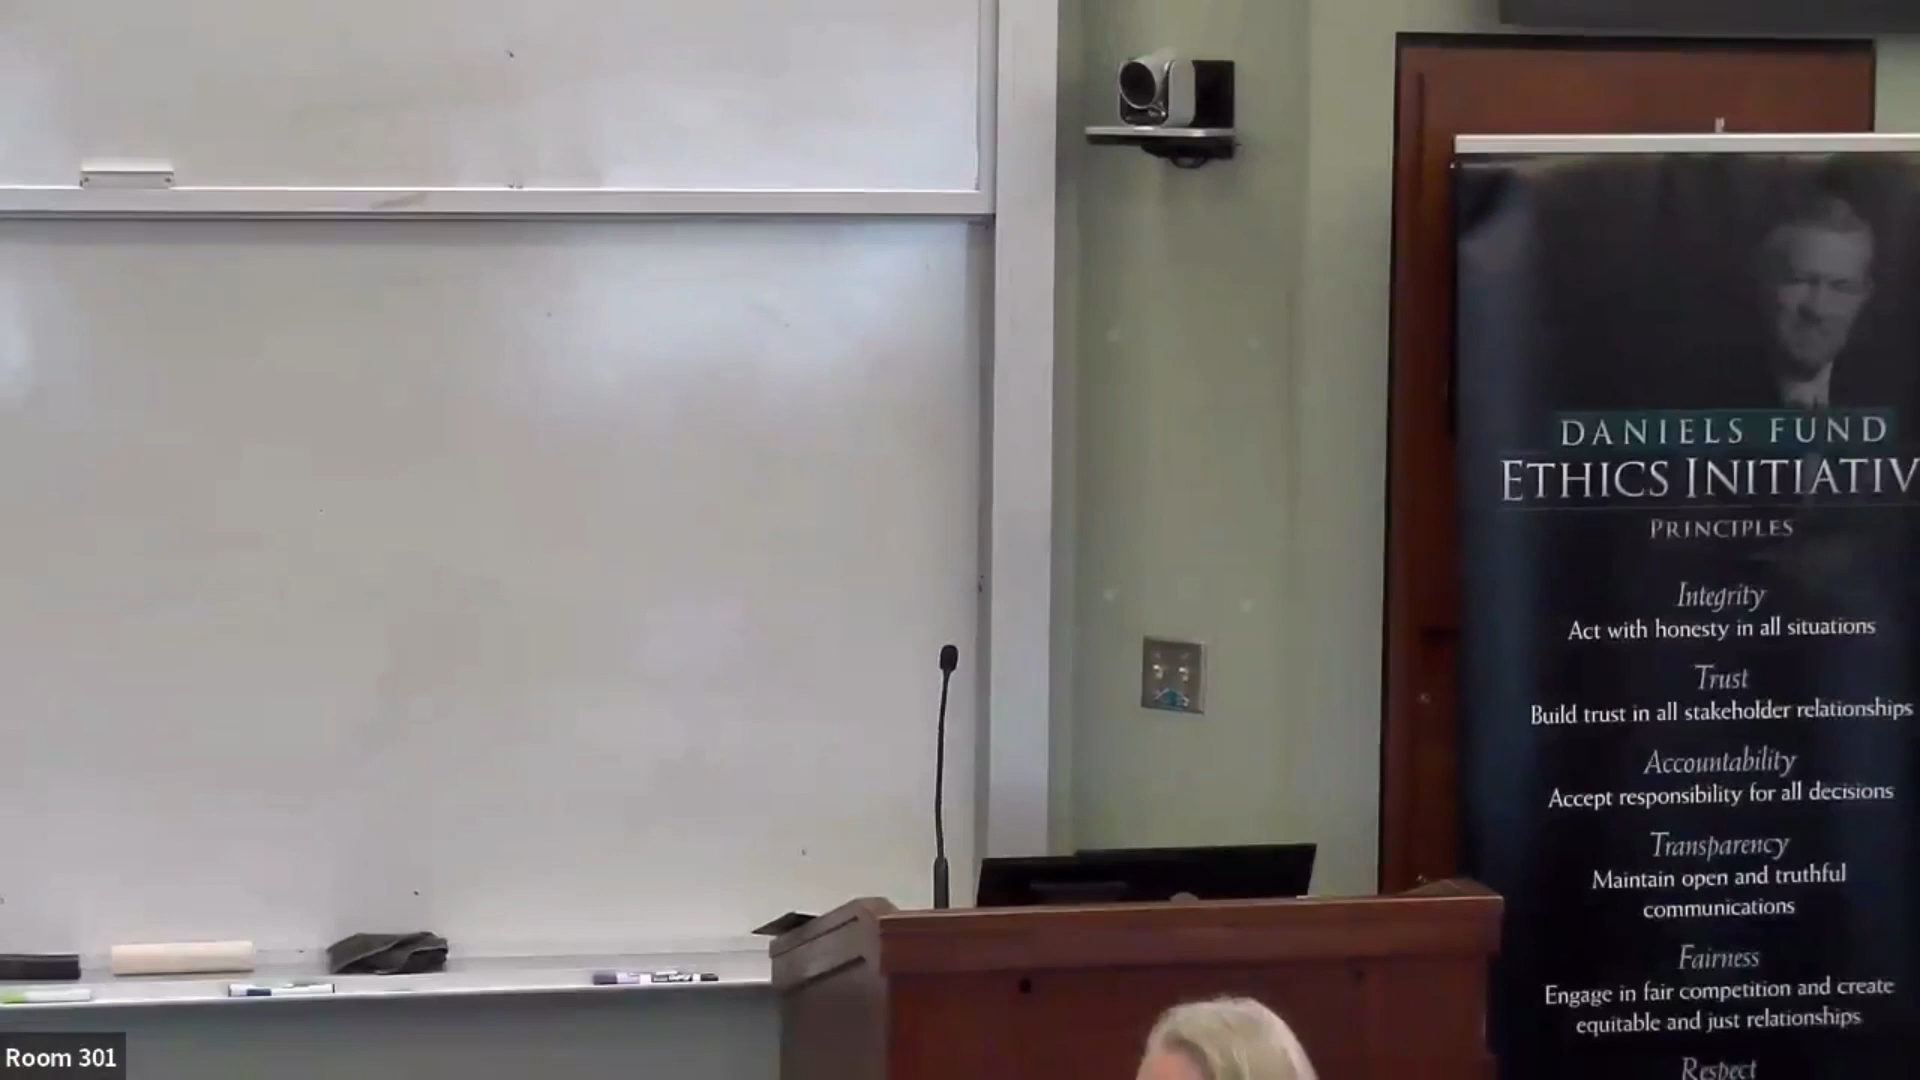 DANIELS FUND
ETHICS INITIATIV
PRINCIPLES
Integrity
Act with honesty in all situations
Trust
Build trust in all stakeholder relationships
Accountability
Accept responsibility for all decisions
Transparency
Maintain open and truthful
communications
Fairness
Engage in fair competition and create
equitable and just relationships
Respect
Room 301